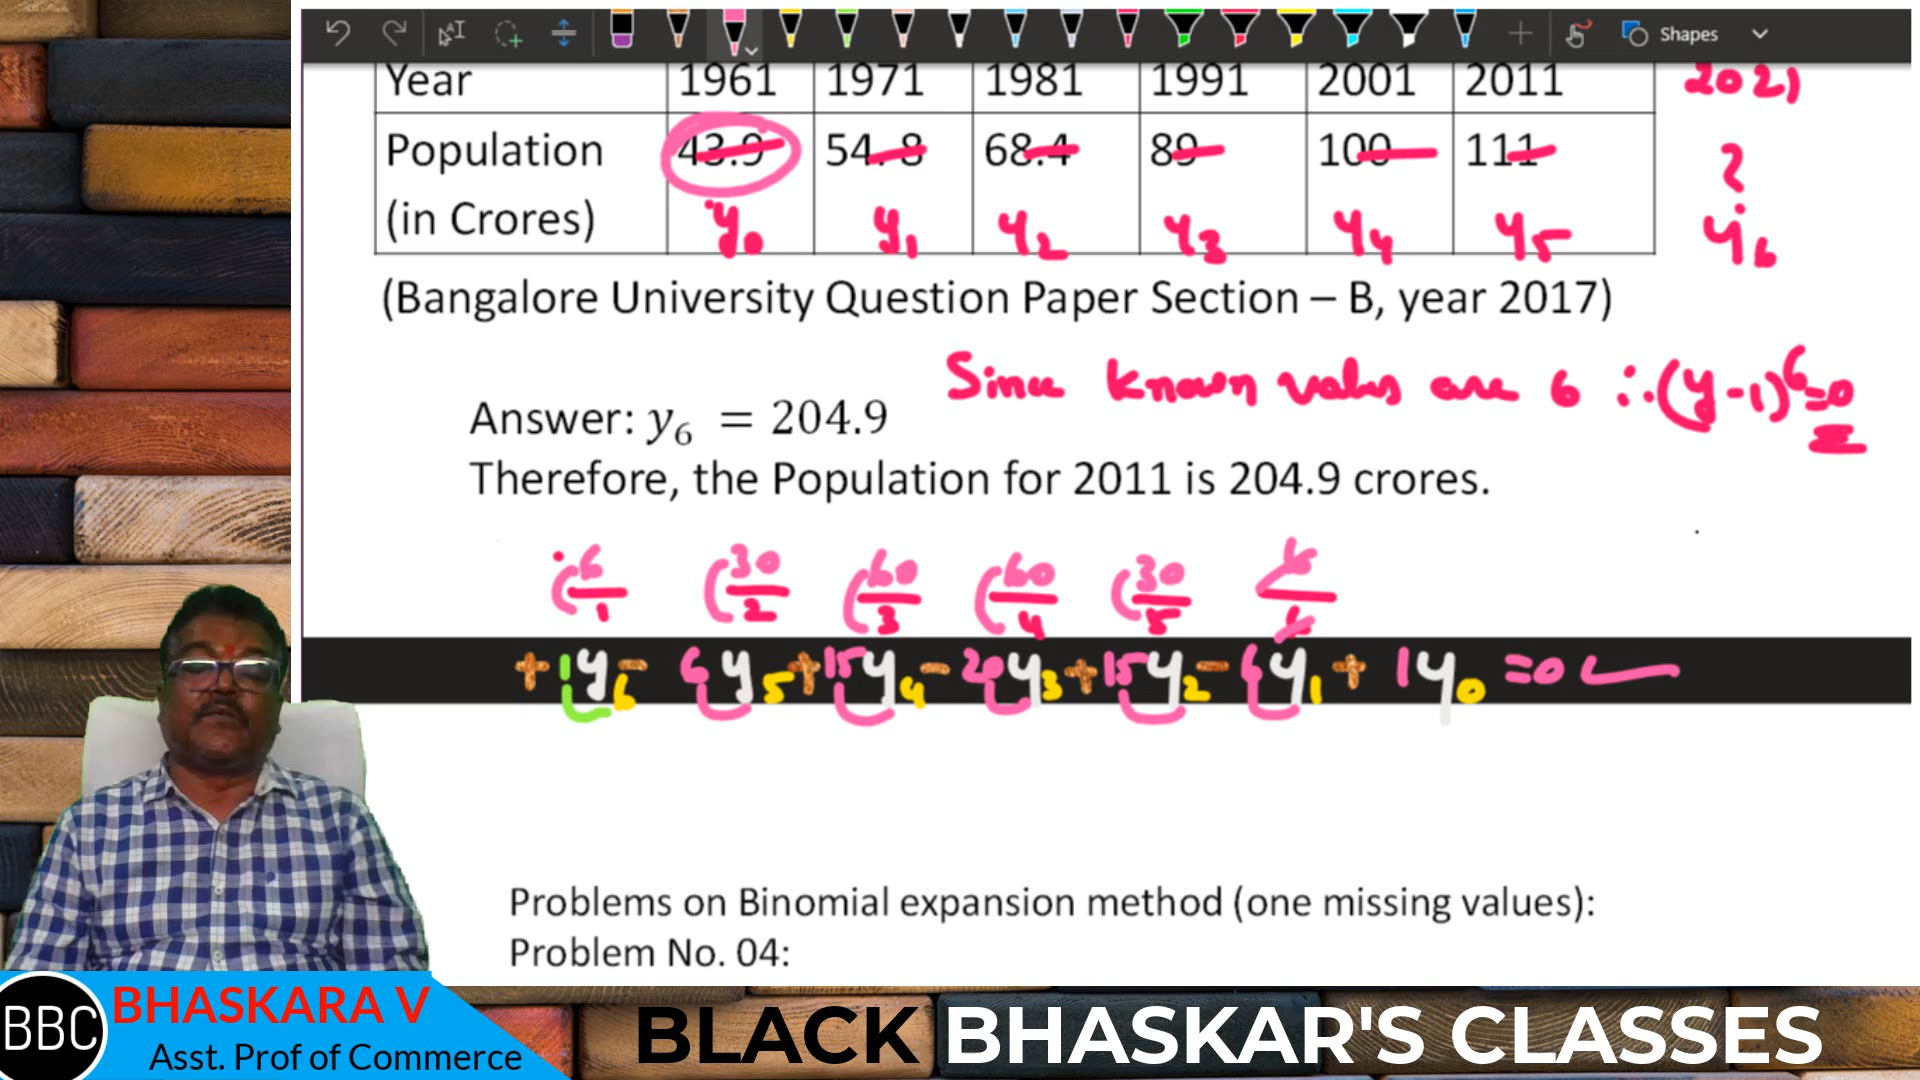 Shapes
Year 1961 1971 1981 1991 2001 2011 2021
Population 43.9 54.8 68.4 89 100 111 ?
(in Crores) y0 y1 y2 y3 y4 y5 y6
(Bangalore University Question Paper Section – B, year 2017)
Since known values are 6 ∴ (y-1)^6=0
Answer: y₆ = 204.9
Therefore, the Population for 2011 is 204.9 crores.
6/1 30/2 60/3 60/4 30/5 6/6
+1y6 - 6y5 + 15y4 - 20y3 + 15y2 - 6y1 + 1y0 = 0
Problems on Binomial expansion method (one missing values):
Problem No. 04:
BBC
BHASKARA V
Asst. Prof of Commerce
BLACK BHASKAR'S CLASSES